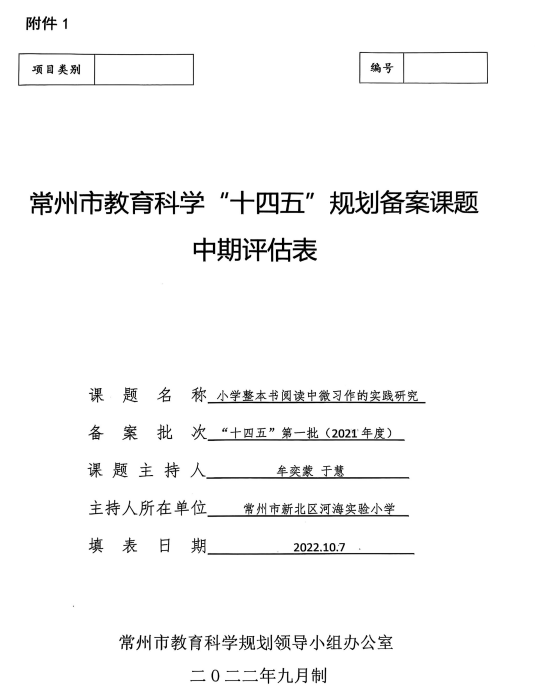 附件1
项目类别
编号
常州市教育科学“十四五”规划备案课题
中期评估表
课题名称 小学整本书阅读中微习作的实践研究
备案批次 “十四五”第一批（2021年度）
课题主持人 牟奕蒙 于慧
主持人所在单位 常州市新北区河海实验小学
填表日期 2022.10.7
常州市教育科学规划领导小组办公室
二０二二年九月制